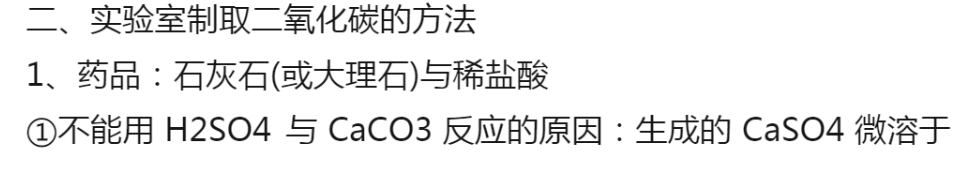 二、实验室制取二氧化碳的方法
1、药品：石灰石(或大理石)与稀盐酸
①不能用 H2SO4 与 CaCO3 反应的原因：生成的 CaSO4 微溶于